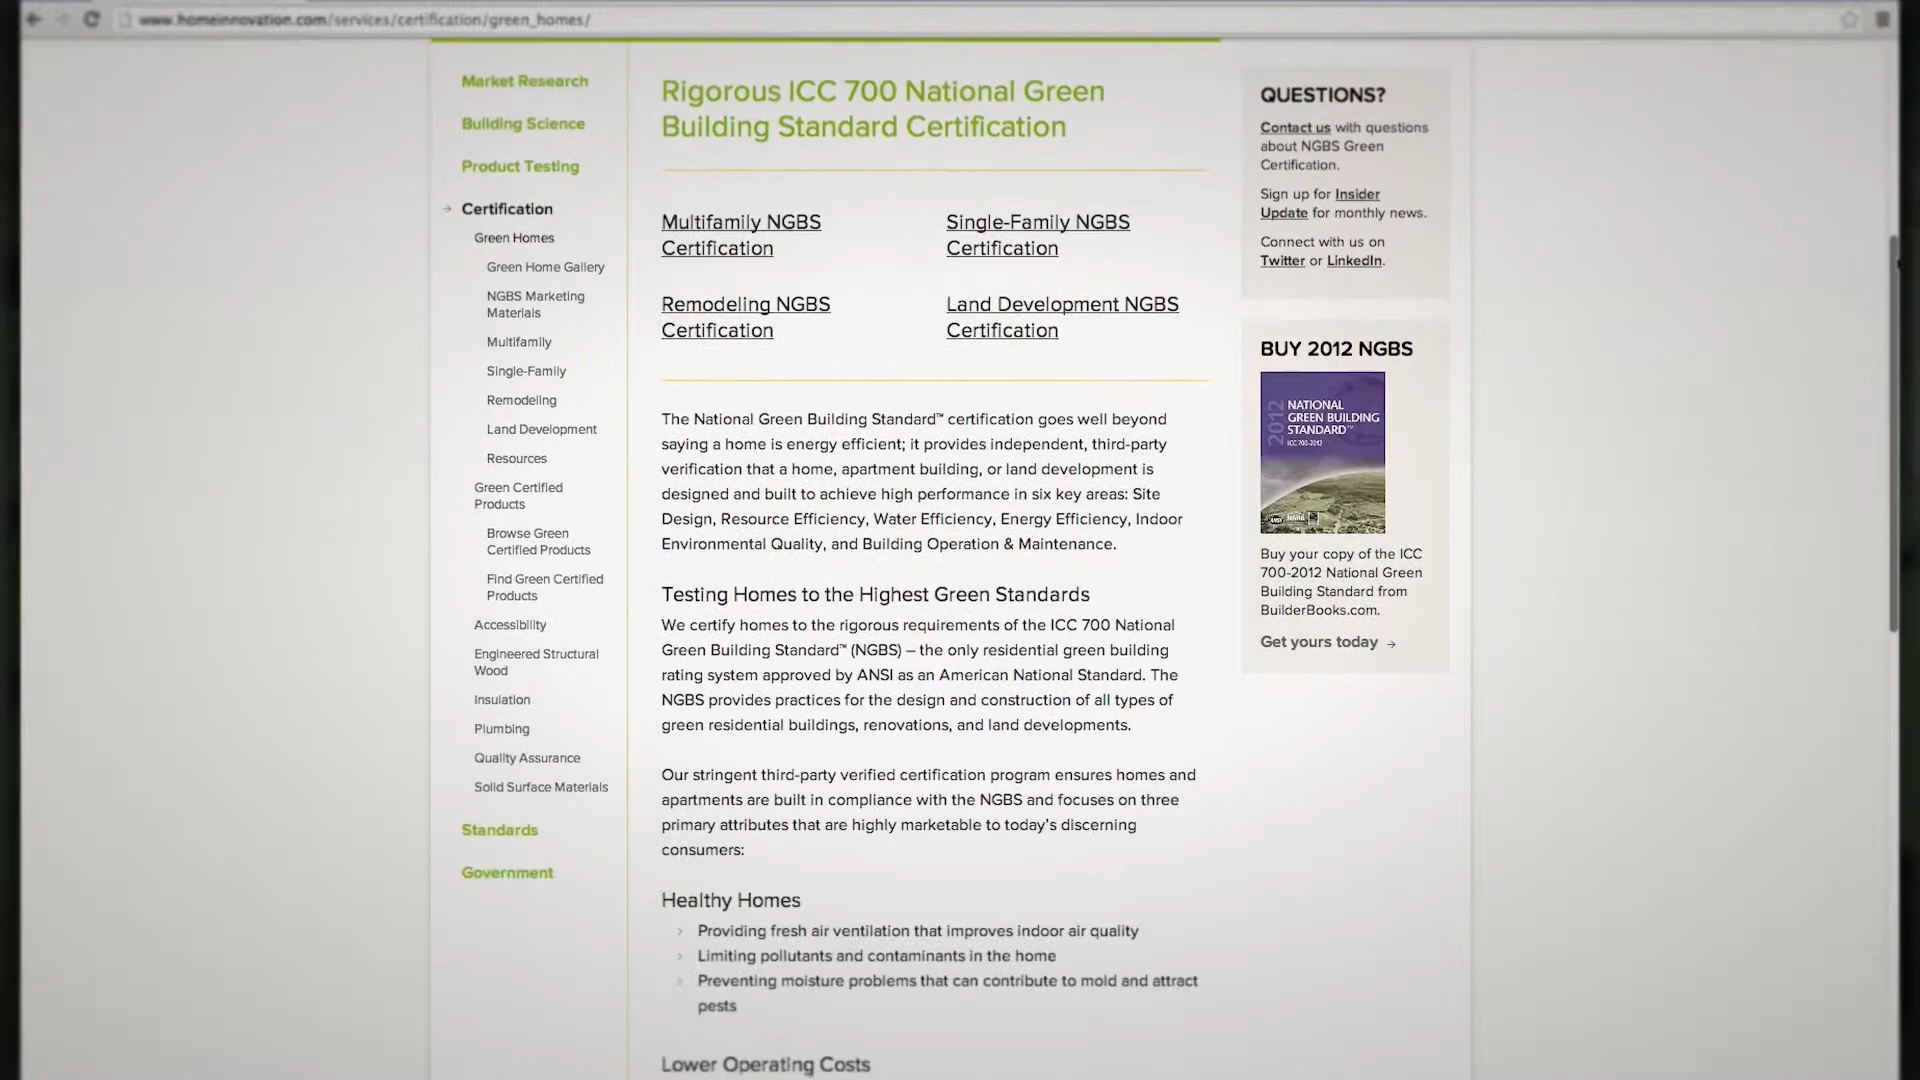 www.homeinnovation.com/services/certification/green_homes/
Market Research
Building Science
Product Testing
Certification
Green Homes
Green Home Gallery
NGBS Marketing
Materials
Multifamily
Single-Family
Remodeling
Land Development
Resources
Green Certified
Products
Browse Green
Certified Products
Find Green Certified
Products
Accessibility
Engineered Structural
Wood
Insulation
Plumbing
Quality Assurance
Solid Surface Materials
Standards
Government
Rigorous ICC 700 National Green
Building Standard Certification
Multifamily NGBS
Certification
Single-Family NGBS
Certification
Remodeling NGBS
Certification
Land Development NGBS
Certification
The National Green Building Standard™ certification goes well beyond
saying a home is energy efficient; it provides independent, third-party
verification that a home, apartment building, or land development is
designed and built to achieve high performance in six key areas: Site
Design, Resource Efficiency, Water Efficiency, Energy Efficiency, Indoor
Environmental Quality, and Building Operation & Maintenance.
Testing Homes to the Highest Green Standards
We certify homes to the rigorous requirements of the ICC 700 National
Green Building Standard™ (NGBS) – the only residential green building
rating system approved by ANSI as an American National Standard. The
NGBS provides practices for the design and construction of all types of
green residential buildings, renovations, and land developments.
Our stringent third-party verified certification program ensures homes and
apartments are built in compliance with the NGBS and focuses on three
primary attributes that are highly marketable to today's discerning
consumers:
Healthy Homes
Providing fresh air ventilation that improves indoor air quality
Limiting pollutants and contaminants in the home
Preventing moisture problems that can contribute to mold and attract
pests
Lower Operating Costs
QUESTIONS?
Contact us with questions
about NGBS Green
Certification.
Sign up for Insider
Update for monthly news.
Connect with us on
Twitter or LinkedIn.
BUY 2012 NGBS
2012
NATIONAL
GREEN BUILDING
STANDARD™
ICC 700-2012
Buy your copy of the ICC
700-2012 National Green
Building Standard from
BuilderBooks.com.
Get yours today →